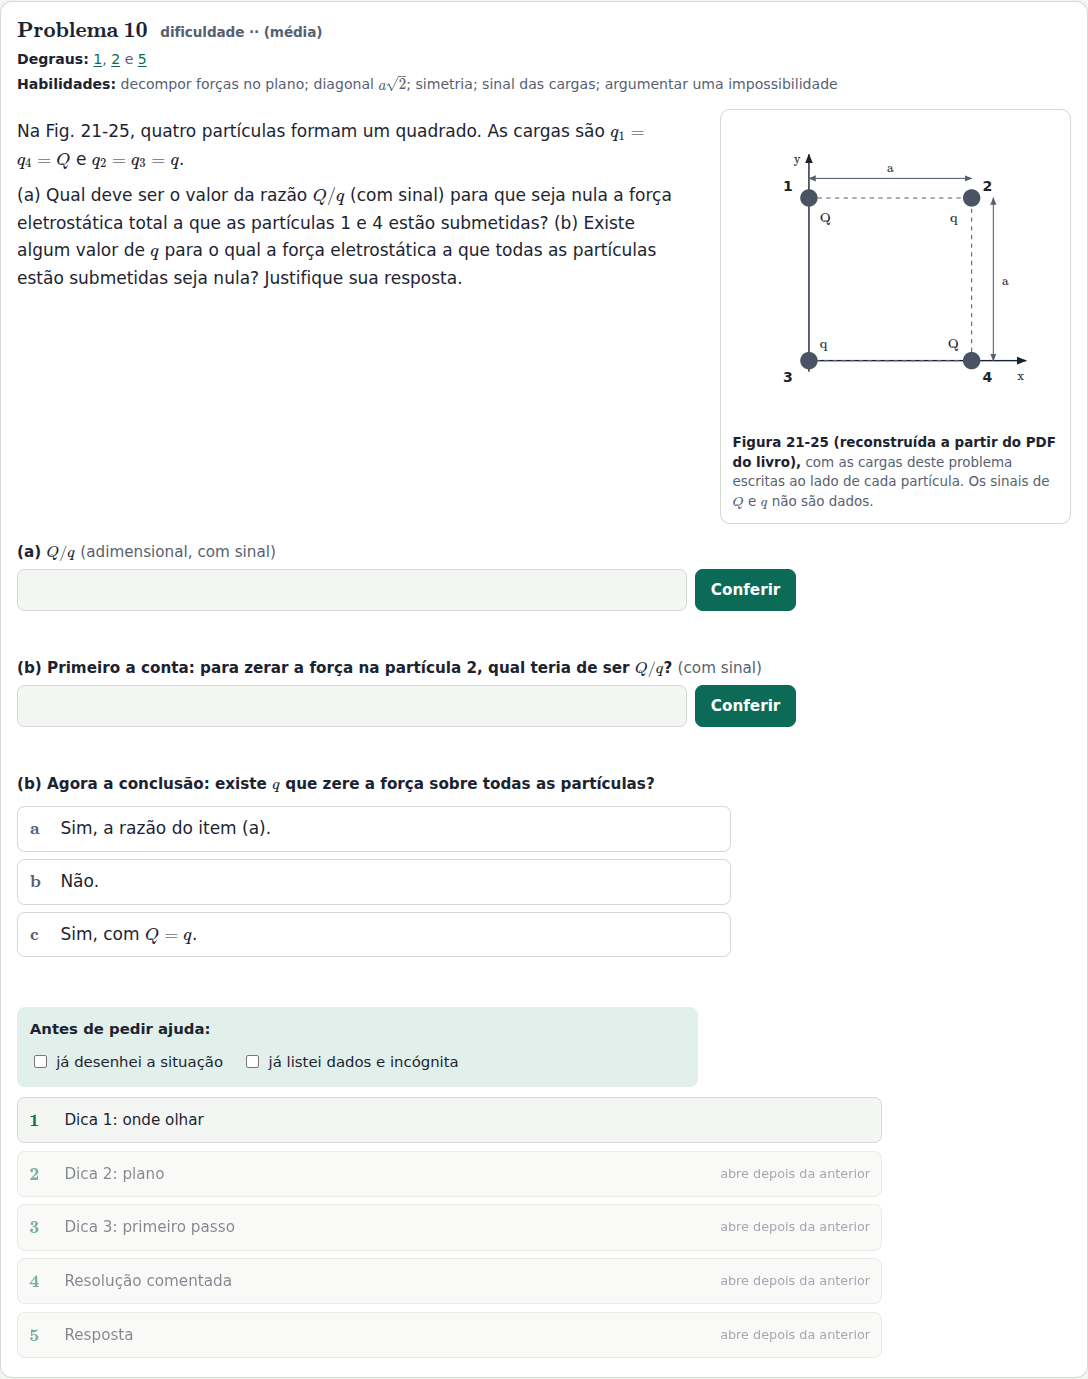 Problema 10 dificuldade ·· (média)
Degraus: 1, 2 e 5
Habilidades: decompor forças no plano; diagonal a√2; simetria; sinal das cargas; argumentar uma impossibilidade
Na Fig. 21-25, quatro partículas formam um quadrado. As cargas são q₁ =
q₄ = Q e q₂ = q₃ = q.
(a) Qual deve ser o valor da razão Q/q (com sinal) para que seja nula a força
eletrostática total a que as partículas 1 e 4 estão submetidas? (b) Existe
algum valor de q para o qual a força eletrostática a que todas as partículas
estão submetidas seja nula? Justifique sua resposta.
y
a
1
2
Q
q
a
q
Q
3
4
x
Figura 21-25 (reconstruída a partir do PDF
do livro), com as cargas deste problema
escritas ao lado de cada partícula. Os sinais de
Q e q não são dados.
(a) Q/q (adimensional, com sinal)
Conferir
(b) Primeiro a conta: para zerar a força na partícula 2, qual teria de ser Q/q? (com sinal)
Conferir
(b) Agora a conclusão: existe q que zere a força sobre todas as partículas?
a Sim, a razão do item (a).
b Não.
c Sim, com Q = q.
Antes de pedir ajuda:
já desenhei a situação já listei dados e incógnita
1 Dica 1: onde olhar
2 Dica 2: plano abre depois da anterior
3 Dica 3: primeiro passo abre depois da anterior
4 Resolução comentada abre depois da anterior
5 Resposta abre depois da anterior